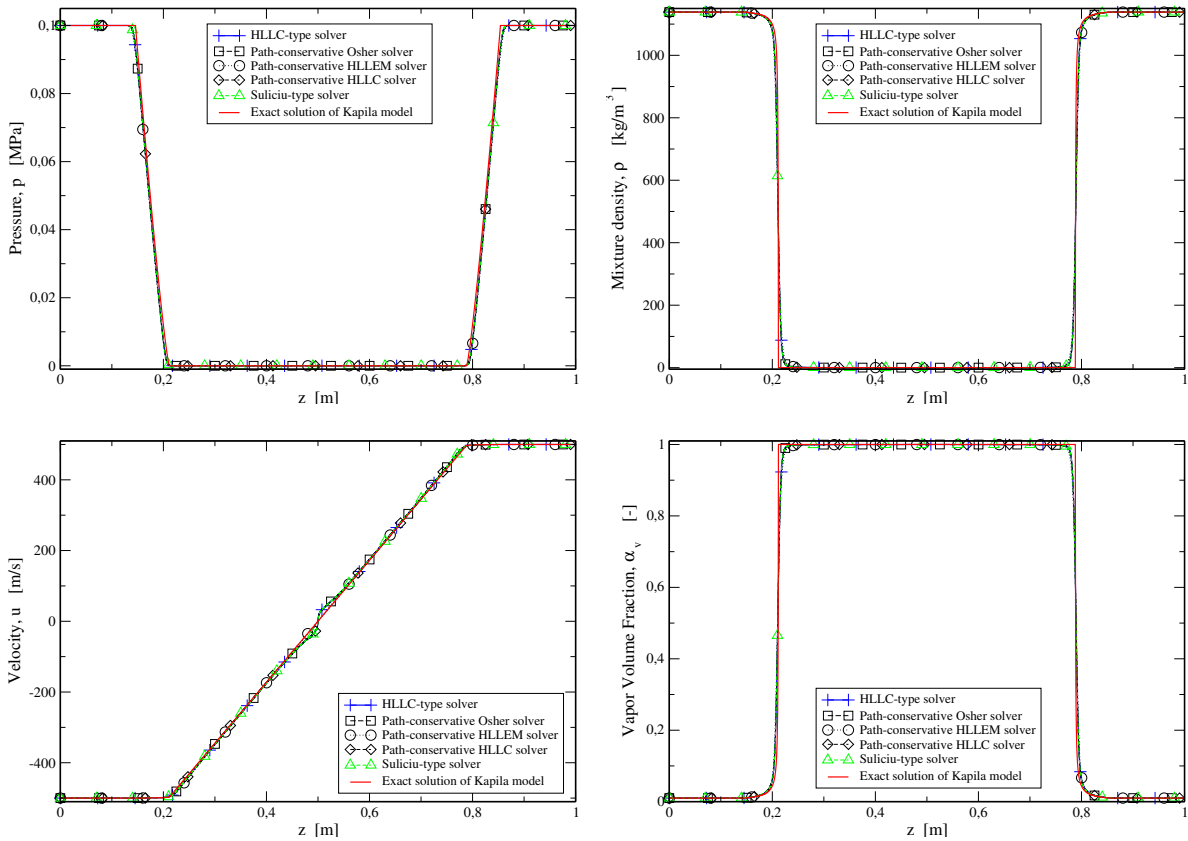 0,1
0,08
0,06
0,04
0,02
0
Pressure, p [MPa]
HLLC-type solver
Path-conservative Osher solver
Path-conservative HLLEM solver
Path-conservative HLLC solver
Suliciu-type solver
Exact solution of Kapila model
0 0,2 0,4 0,6 0,8 1
z [m]
1000
800
600
400
200
0
Mixture density, ρ [kg/m³]
HLLC-type solver
Path-conservative Osher solver
Path-conservative HLLEM solver
Path-conservative HLLC solver
Suliciu-type solver
Exact solution of Kapila model
0 0,2 0,4 0,6 0,8 1
z [m]
400
200
0
-200
-400
Velocity, u [m/s]
HLLC-type solver
Path-conservative Osher solver
Path-conservative HLLEM solver
Path-conservative HLLC solver
Suliciu-type solver
Exact solution of Kapila model
0 0,2 0,4 0,6 0,8 1
z [m]
1
0,8
0,6
0,4
0,2
0
Vapor Volume Fraction, αv [-]
HLLC-type solver
Path-conservative Osher solver
Path-conservative HLLEM solver
Path-conservative HLLC solver
Suliciu-type solver
Exact solution of Kapila model
0 0,2 0,4 0,6 0,8 1
z [m]